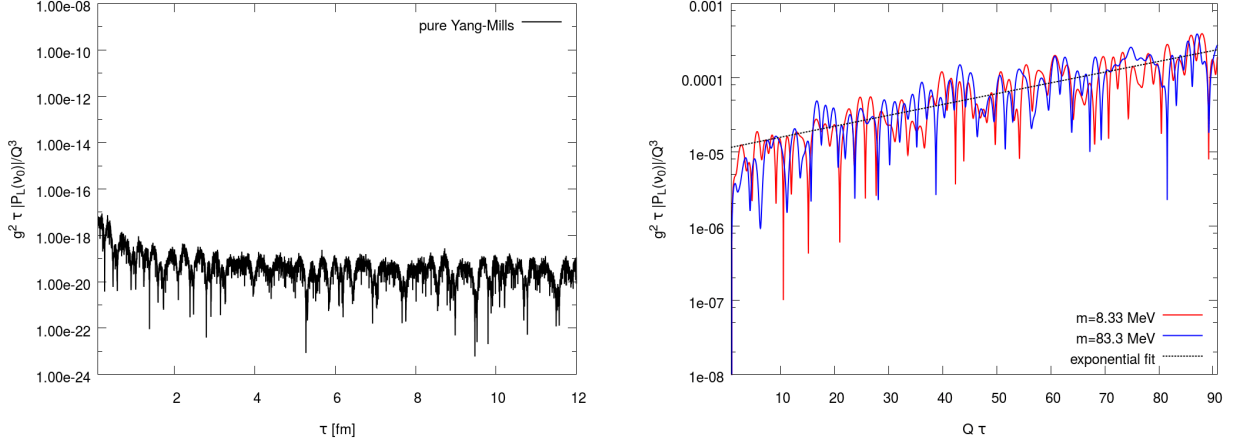 1.00e-08
1.00e-10
1.00e-12
1.00e-14
1.00e-16
1.00e-18
1.00e-20
1.00e-22
1.00e-24
g² τ |P_L(ν₀)|/Q³
pure Yang-Mills
2 4 6 8 10 12
τ [fm]
0.001
0.0001
1e-05
1e-06
1e-07
1e-08
g² τ |P_L(ν₀)|/Q³
m=8.33 MeV
m=83.3 MeV
exponential fit
10 20 30 40 50 60 70 80 90
Q τ